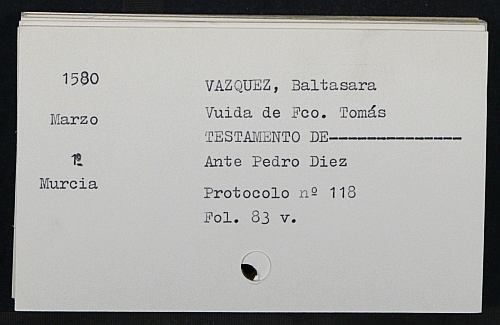 1580
Marzo
1º
Murcia
VAZQUEZ, Baltasara
Vuida de Fco. Tomás
TESTAMENTO DE--------------
Ante Pedro Diez
Protocolo nº 118
Fol. 83 v.